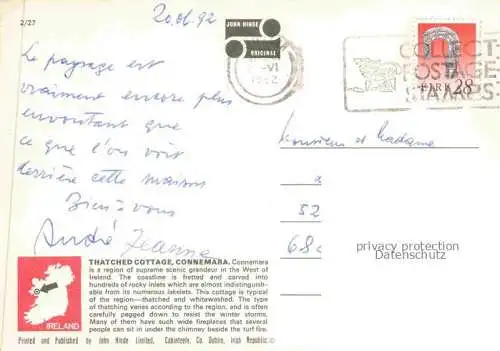 2/27
20.6.92
JOHN HINDE
ORIGINAL
VI
COLLECT
POSTAGE
STAMPS
28
Le paysage est
vraiment encore plus
envoutant que
ce que l'on voit
derrière cette maison
Bien à vous
André Jeanne
Monsieur et Madame
52
68
privacy protection
Datenschutz
THATCHED COTTAGE, CONNEMARA. Connemara
is a region of supreme scenic grandeur in the West of
Ireland. The coastline is fretted and carved into
hundreds of rocky inlets which are almost indistinguish-
able from its numerous lakelets. This cottage is typical
of the region—thatched and whitewashed. The type
of thatching varies according to the region, and is often
carefully pegged down to resist the winter storms.
Many of them have such wide fireplaces that several
people can sit in under the chimney beside the turf fire.
IRELAND
Printed and Published by John Hinde Limited, Cabinteely, Co. Dublin, Irish Republic.